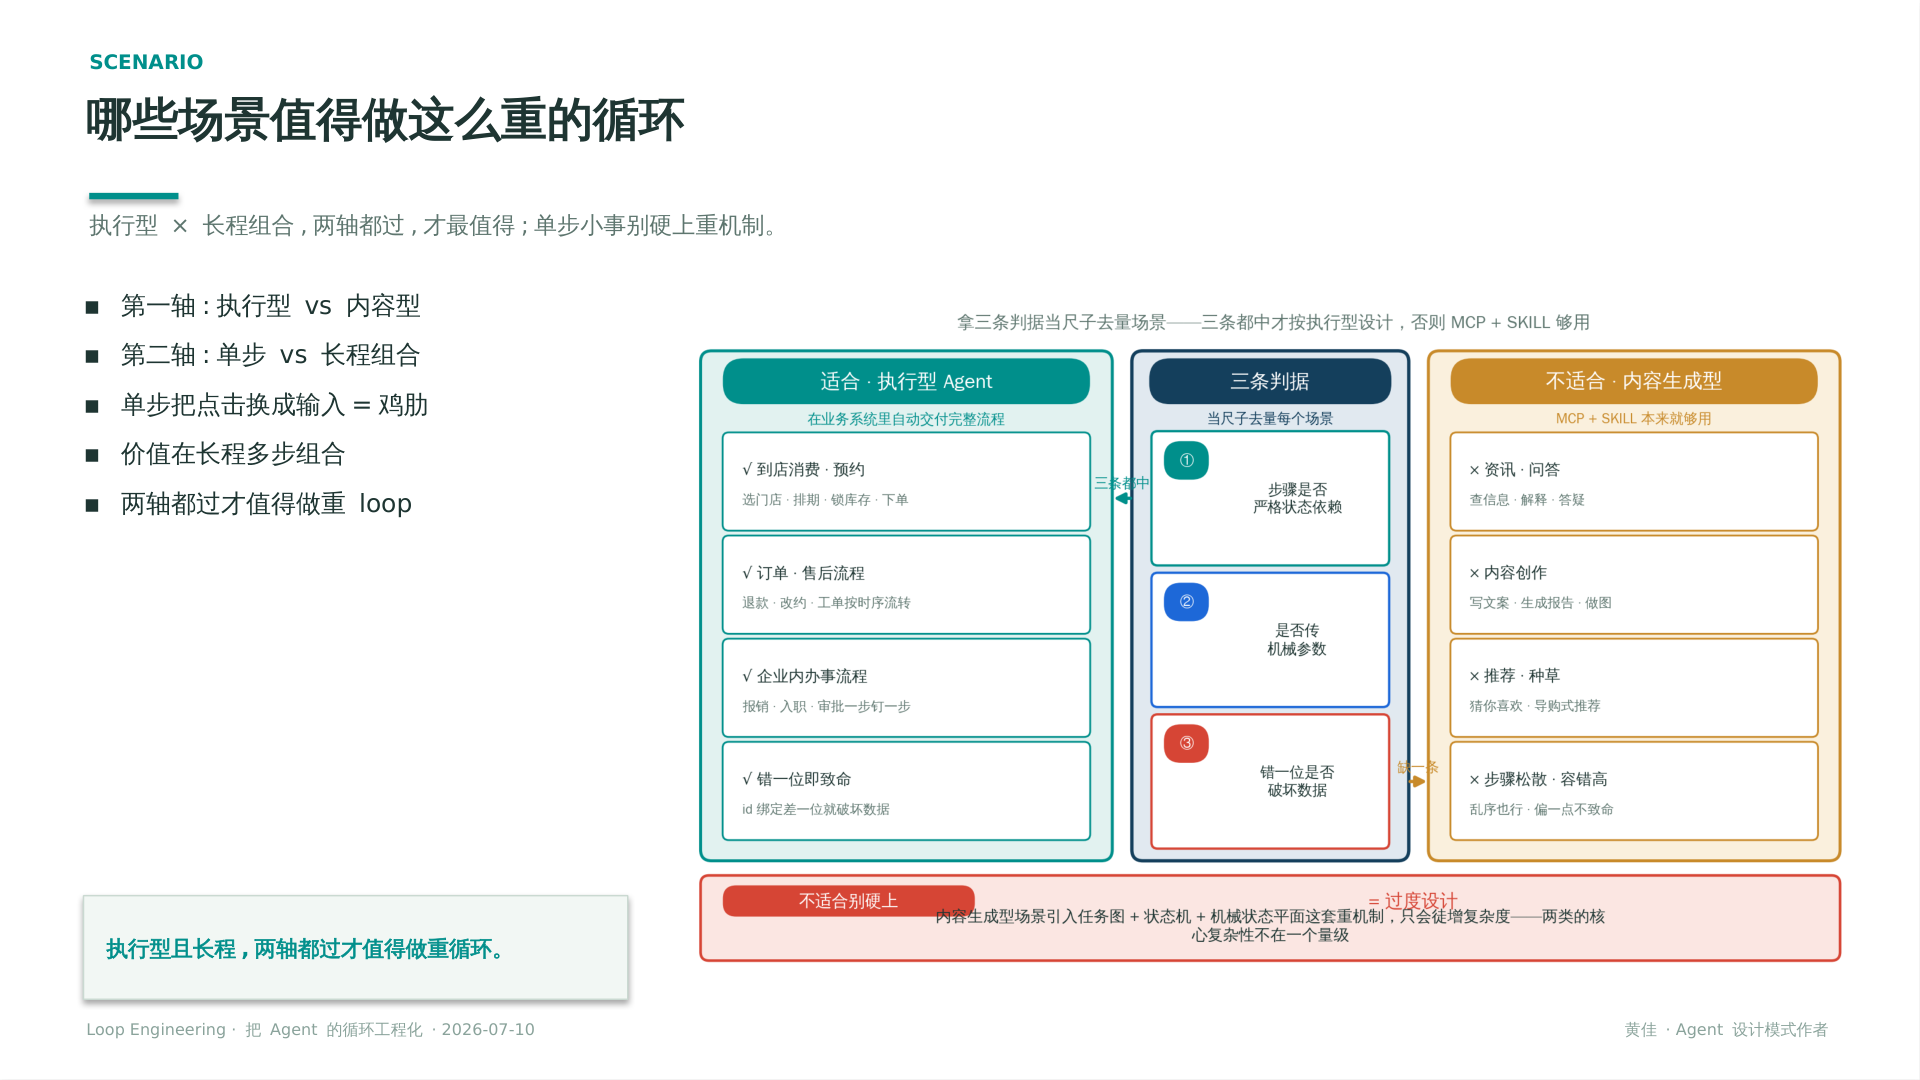 SCENARIO
哪些场景值得做这么重的循环
执行型 × 长程组合，两轴都过，才最值得；单步小事别硬上重机制。
■ 第一轴：执行型 vs 内容型
■ 第二轴：单步 vs 长程组合
■ 单步把点击换成输入 = 鸡肋
■ 价值在长程多步组合
■ 两轴都过才值得做重 loop
执行型且长程，两轴都过才值得做重循环。
拿三条判据当尺子去量场景——三条都中才按执行型设计，否则 MCP + SKILL 够用
适合 · 执行型 Agent
在业务系统里自动交付完整流程
√ 到店消费 · 预约
选门店 · 排期 · 锁库存 · 下单
√ 订单 · 售后流程
退款 · 改约 · 工单按时序流转
√ 企业内办事流程
报销 · 入职 · 审批一步钉一步
√ 错一位即致命
id 绑定差一位就破坏数据
三条都中
三条判据
当尺子去量每个场景
①
步骤是否
严格状态依赖
②
是否传
机械参数
③
错一位是否
破坏数据
缺一条
不适合 · 内容生成型
MCP + SKILL 本来就够用
× 资讯 · 问答
查信息 · 解释 · 答疑
× 内容创作
写文案 · 生成报告 · 做图
× 推荐 · 种草
猜你喜欢 · 导购式推荐
× 步骤松散 · 容错高
乱序也行 · 偏一点不致命
不适合别硬上
= 过度设计
内容生成型场景引入任务图 + 状态机 + 机械状态平面这套重机制，只会徒增复杂度——两类的核
心复杂性不在一个量级
Loop Engineering · 把 Agent 的循环工程化 · 2026-07-10
黄佳 · Agent 设计模式作者